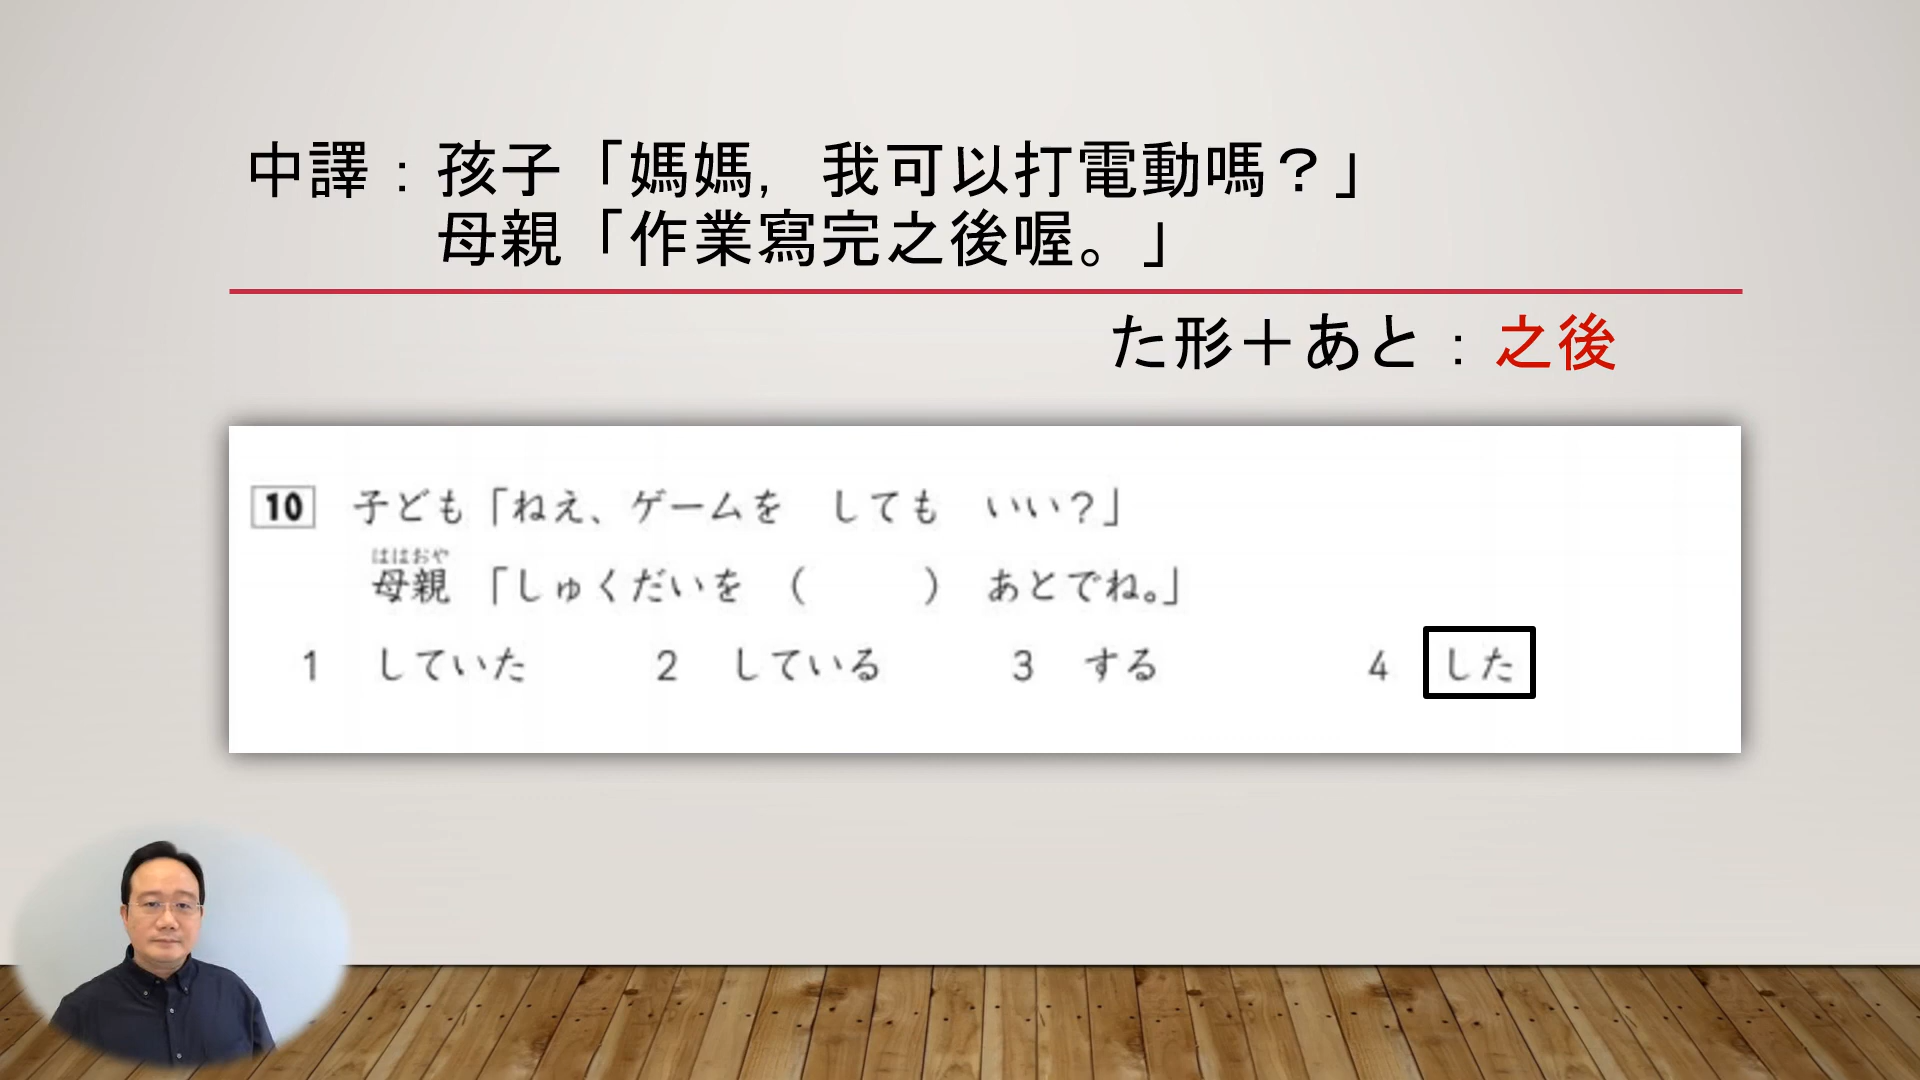 中譯：孩子「媽媽，我可以打電動嗎？」
母親「作業寫完之後喔。」
た形＋あと：之後
10 子ども「ねえ、ゲームを　しても　いい？」
ははおや
母親　「しゅくだいを　（　　　）　あとでね。」
1　していた　2　している　3　する　4　した